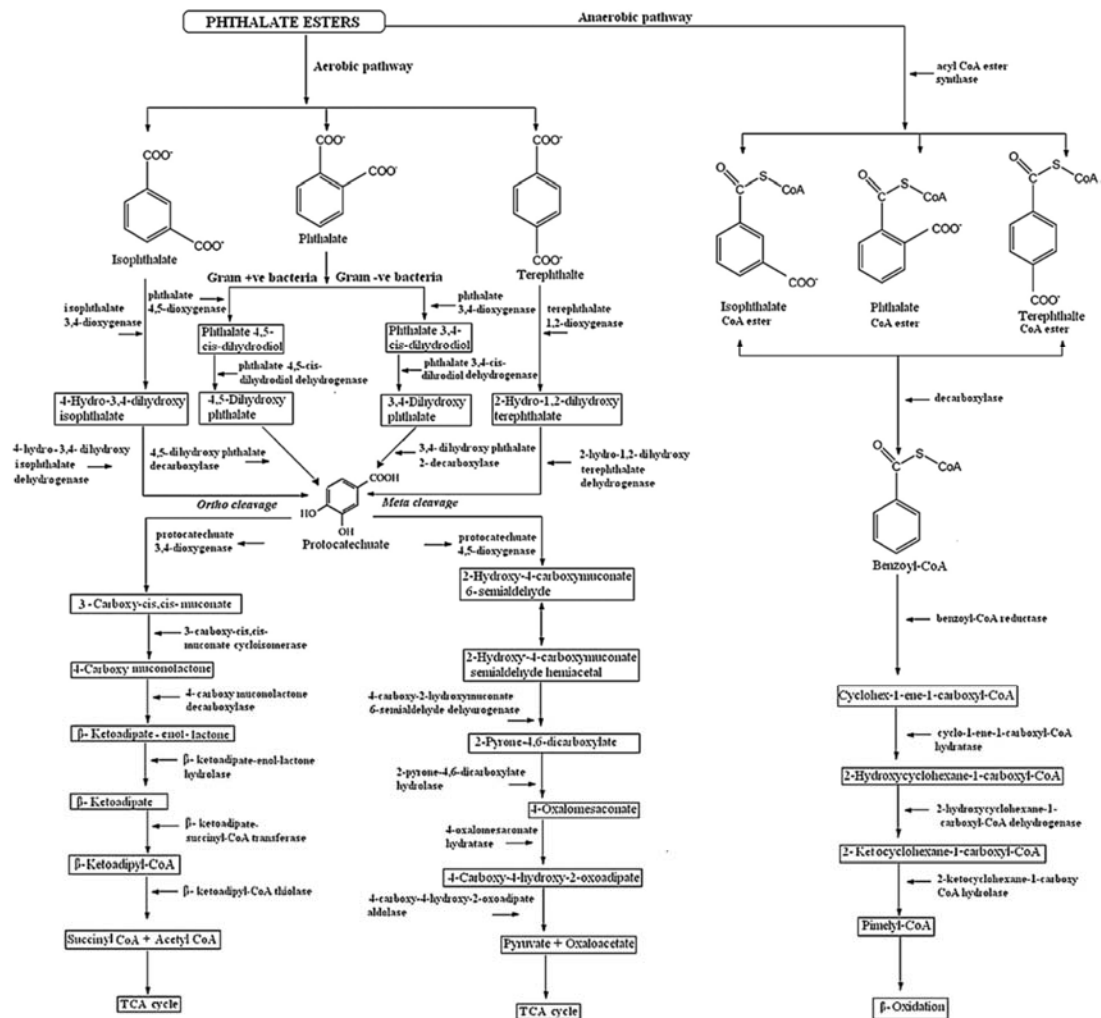 PHTHALATE ESTERS
Anaerobic pathway
Aerobic pathway
acyl CoA ester
synthase
COO⁻
COO⁻
Isophthalate
COO⁻
COO⁻
Phthalate
COO⁻
COO⁻
Terephthalte
O
C
S
CoA
COO⁻
Isophthalate
CoA ester
O
C
S
CoA
COO⁻
Phthalate
CoA ester
O
C
S
CoA
COO⁻
Terephthalte
CoA ester
Gram +ve bacteria
Gram -ve bacteria
isophthalate
3,4-dioxygenase
phthalate
4,5-dioxygenase
phthalate
3,4-dioxygenase
terephthalate
1,2-dioxygenase
Phthalate 4,5-
cis-dihydrodiol
Phthalate 3,4-
cis-dihydrodiol
phthalate 4,5-cis-
dihydrodiol dehydrogenase
phthalate 3,4-cis-
dihrodiol dehydrogenase
4-Hydro-3,4-dihydroxy
isophthalate
4,5-Dihydroxy
phthalate
3,4-Dihydroxy
phthalate
2-Hydro-1,2-dihydroxy
terephthalate
decarboxylase
4-hydro-3,4- dihydroxy
isophthalate
dehydrogenase
4,5-dihydroxy phthalate
decarboxylase
3,4- dihydroxy phthalate
2- decarboxylase
2-hydro-1,2- dihydroxy
terephthalate
dehydrogenase
Ortho cleavage
Meta cleavage
COOH
HO
OH
Protocatechuate
O
C
S
CoA
Benzoyl-CoA
protocatechuate
3,4-dioxygenase
protocatechuate
4,5-dioxygenase
3-Carboxy-cis,cis-muconate
2-Hydroxy-4-carboxymuconate
6-semialdehyde
benzoyl-CoA reductase
3-carboxy-cis,cis-
muconate cycloisomerase
4-Carboxy muconolactone
2-Hydroxy-4-carboxymuconate
semialdehyde hemiacetal
Cyclohex-1-ene-1-carboxyl-CoA
4-carboxy muconolactone
decarboxylase
4-carboxy-2-hydroxymuconate
6-semialdehyde dehydrogenase
cyclo-1-ene-1-carboxyl-CoA
hydratase
β- Ketoadipate-enol-lactone
2-Pyrone-4,6-dicarboxylate
2-Hydroxycyclohexane-1-carboxyl-CoA
β- ketoadipate-enol-lactone
hydrolase
2-pyrone-4,6-dicarboxylate
hydrolase
2-hydroxycyclohexane-1-
carboxyl-CoA dehydrogenase
β- Ketoadipate
4-Oxalomesaconate
2- Ketocyclohexane-1-carboxyl-CoA
β- ketoadipate-
succinyl-CoA transferase
4-oxalomesaconate
hydratase
2-ketocyclohexane-1-carboxy
CoA hydrolase
β-Ketoadipyl-CoA
4-Carboxy-4-hydroxy-2-oxoadipate
Pimelyl-CoA
β- ketoadipyl-CoA thiolase
4-carboxy-4-hydroxy-2-oxoadipate
aldolase
Succinyl CoA + Acetyl CoA
Pyruvate + Oxaloacetate
TCA cycle
TCA cycle
β-Oxidation